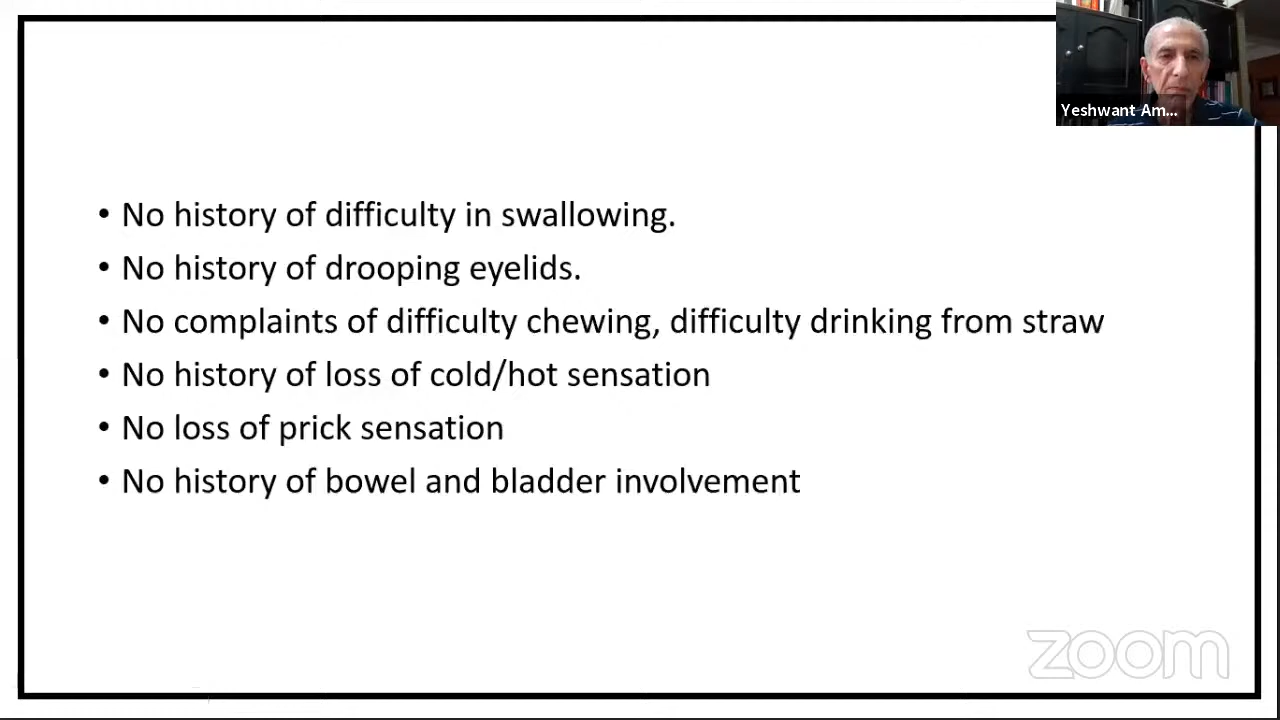 Yeshwant Am...
• No history of difficulty in swallowing.
• No history of drooping eyelids.
• No complaints of difficulty chewing, difficulty drinking from straw
• No history of loss of cold/hot sensation
• No loss of prick sensation
• No history of bowel and bladder involvement
zoom